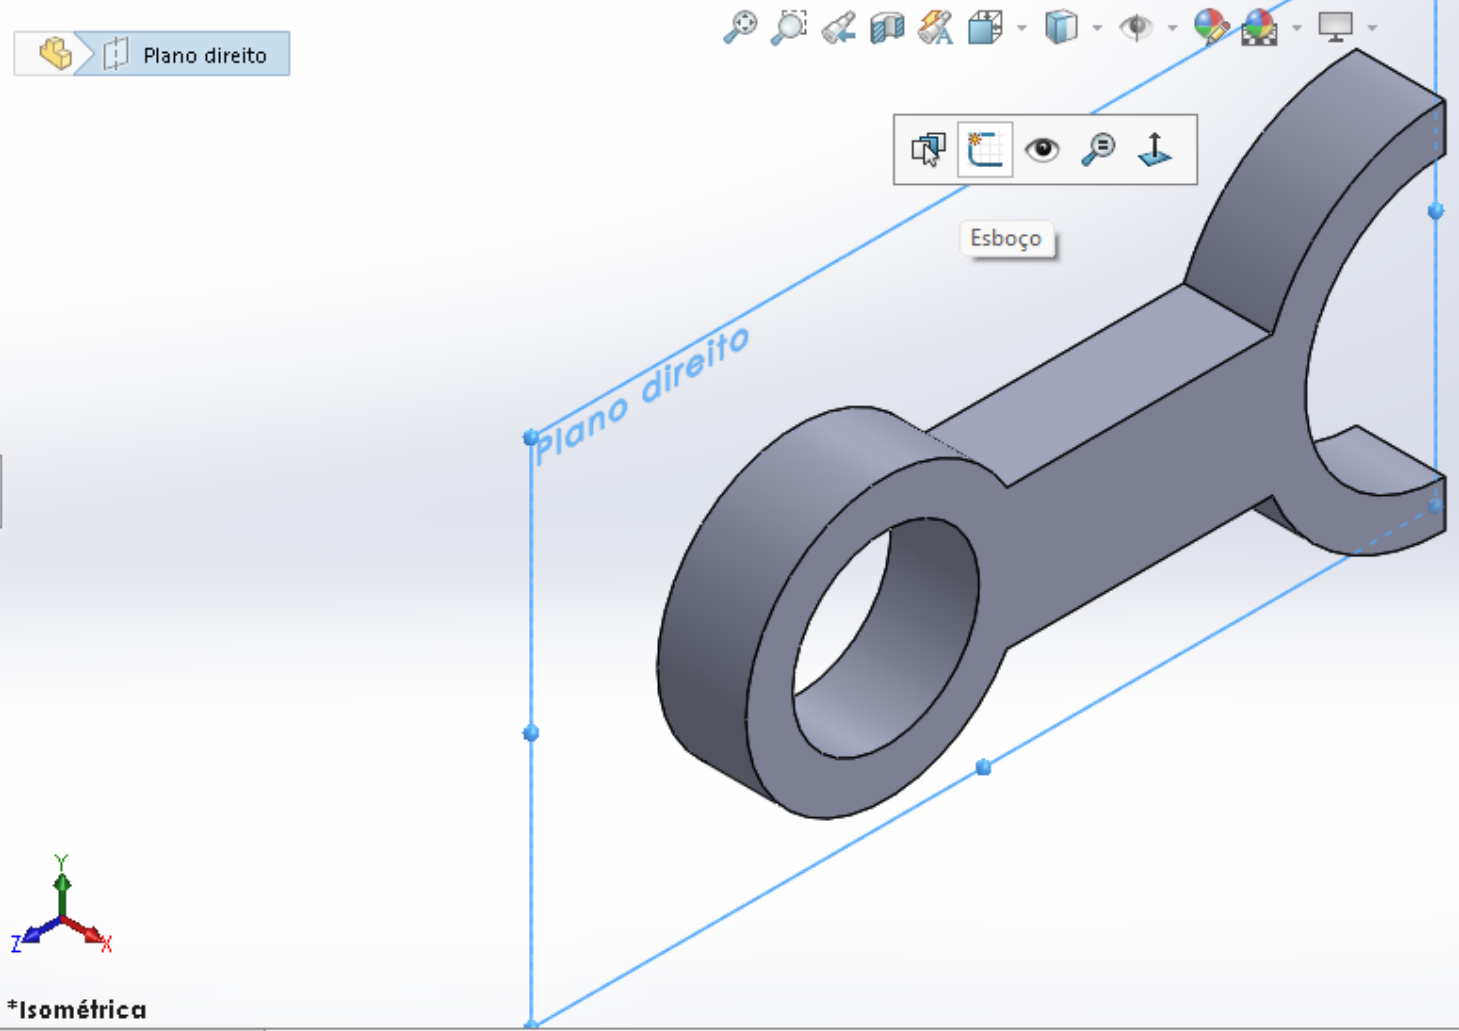 Plano direito
Esboço
Plano direito
Y
Z
X
*Isométrica